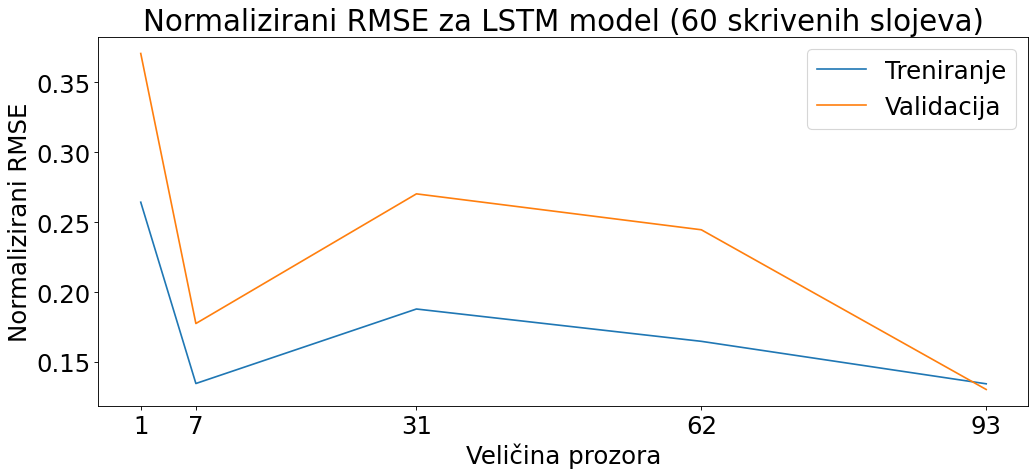 Normalizirani RMSE za LSTM model (60 skrivenih slojeva)
Treniranje
Validacija
Normalizirani RMSE
0.35
0.30
0.25
0.20
0.15
1 7 31 62 93
Veličina prozora